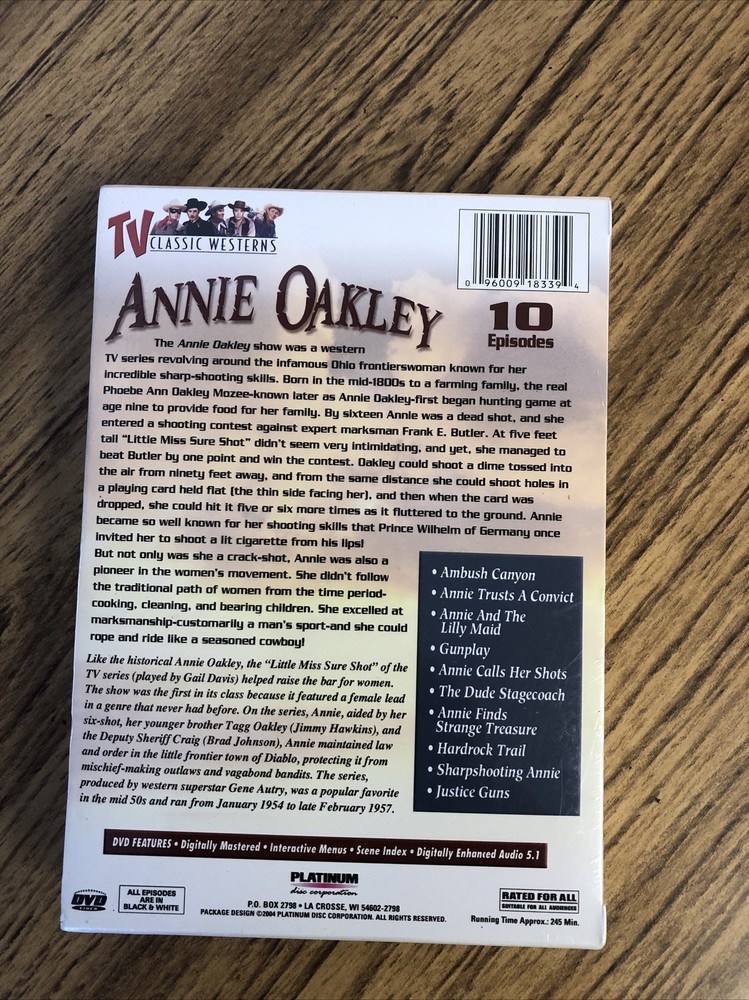 TV
CLASSIC WESTERNS
0 96009 18339 4
ANNIE OAKLEY
10
Episodes
The Annie Oakley show was a western
TV series revolving around the infamous Ohio frontierswoman known for her
incredible sharp-shooting skills. Born in the mid-1800s to a farming family, the real
Phoebe Ann Oakley Mozee-known later as Annie Oakley-first began hunting game at
age nine to provide food for her family. By sixteen Annie was a dead shot, and she
entered a shooting contest against expert marksman Frank E. Butler. At five feet
tall "Little Miss Sure Shot" didn't seem very intimidating, and yet, she managed to
beat Butler by one point and win the contest. Oakley could shoot a dime tossed into
the air from ninety feet away, and from the same distance she could shoot holes in
a playing card held flat (the thin side facing her), and then when the card was
dropped, she could hit it five or six more times as it fluttered to the ground. Annie
became so well known for her shooting skills that Prince Wilhelm of Germany once
invited her to shoot a lit cigarette from his lips!
But not only was she a crack-shot, Annie was also a
pioneer in the women's movement. She didn't follow
the traditional path of women from the time period-
cooking, cleaning, and bearing children. She excelled at
marksmanship-customarily a man's sport-and she could
rope and ride like a seasoned cowboy!
Like the historical Annie Oakley, the "Little Miss Sure Shot" of the
TV series (played by Gail Davis) helped raise the bar for women.
The show was the first in its class because it featured a female lead
in a genre that never had before. On the series, Annie, aided by her
six-shot, her younger brother Tagg Oakley (Jimmy Hawkins), and
the Deputy Sheriff Craig (Brad Johnson), Annie maintained law
and order in the little frontier town of Diablo, protecting it from
mischief-making outlaws and vagabond bandits. The series,
produced by western superstar Gene Autry, was a popular favorite
in the mid 50s and ran from January 1954 to late February 1957.
• Ambush Canyon
• Annie Trusts A Convict
• Annie And The
Lilly Maid
• Gunplay
• Annie Calls Her Shots
• The Dude Stagecoach
• Annie Finds
Strange Treasure
• Hardrock Trail
• Sharpshooting Annie
• Justice Guns
DVD FEATURES • Digitally Mastered • Interactive Menus • Scene Index • Digitally Enhanced Audio 5.1
DVD
VIDEO
ALL EPISODES
ARE IN
BLACK & WHITE
PLATINUM
disc corporation
P.O. BOX 2798 • LA CROSSE, WI 54602-2798
PACKAGE DESIGN ©2004 PLATINUM DISC CORPORATION. ALL RIGHTS RESERVED.
RATED FOR ALL
SUITABLE FOR ALL AUDIENCES
Running Time Approx.: 245 Min.